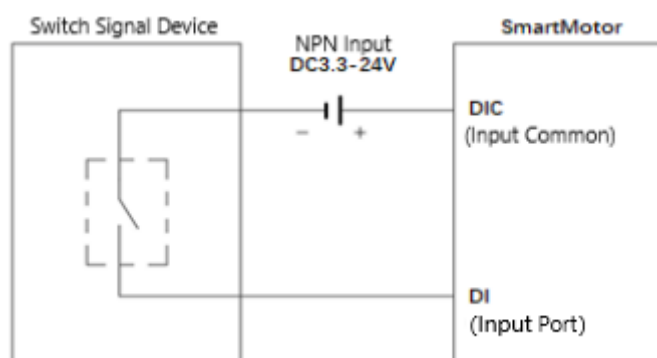 Switch Signal Device
NPN Input
DC3.3-24V
SmartMotor
− +
DIC
(Input Common)
DI
(Input Port)